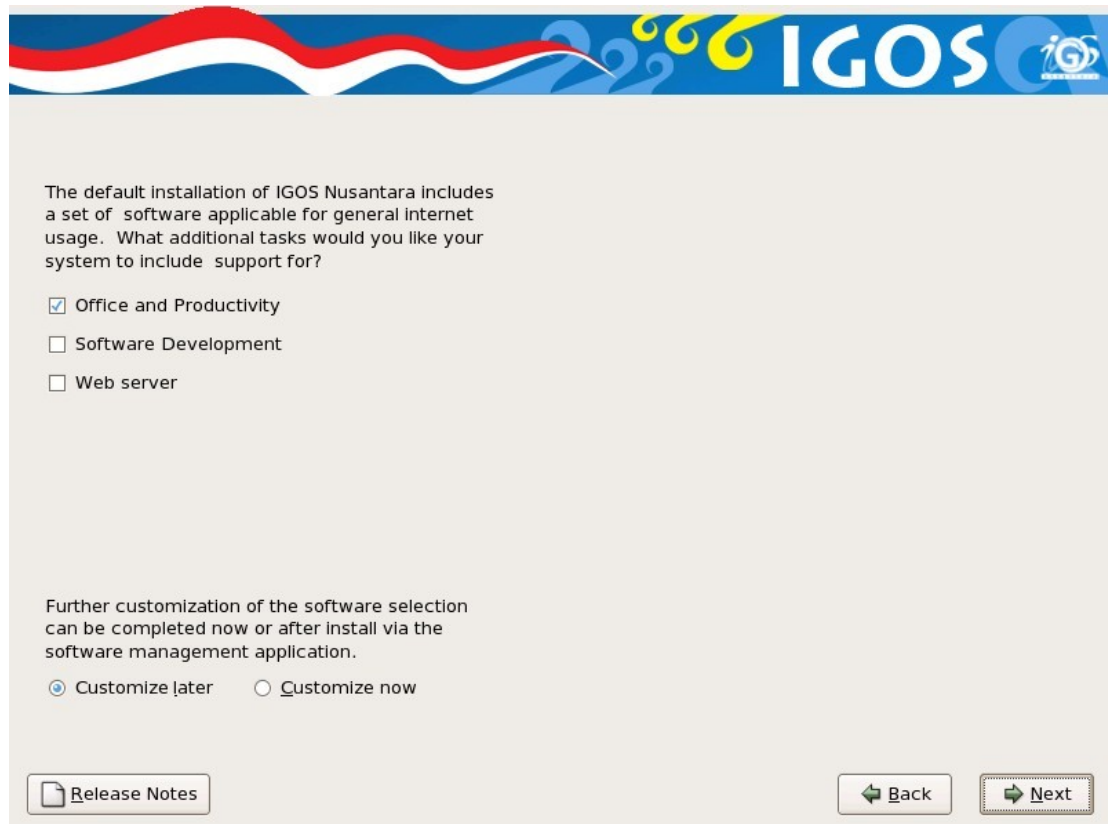 IGOS
iGOS
The default installation of IGOS Nusantara includes
a set of  software applicable for general internet
usage.  What additional tasks would you like your
system to include  support for?
Office and Productivity
Software Development
Web server
Further customization of the software selection
can be completed now or after install via the
software management application.
Customize later
Customize now
Release Notes
Back
Next